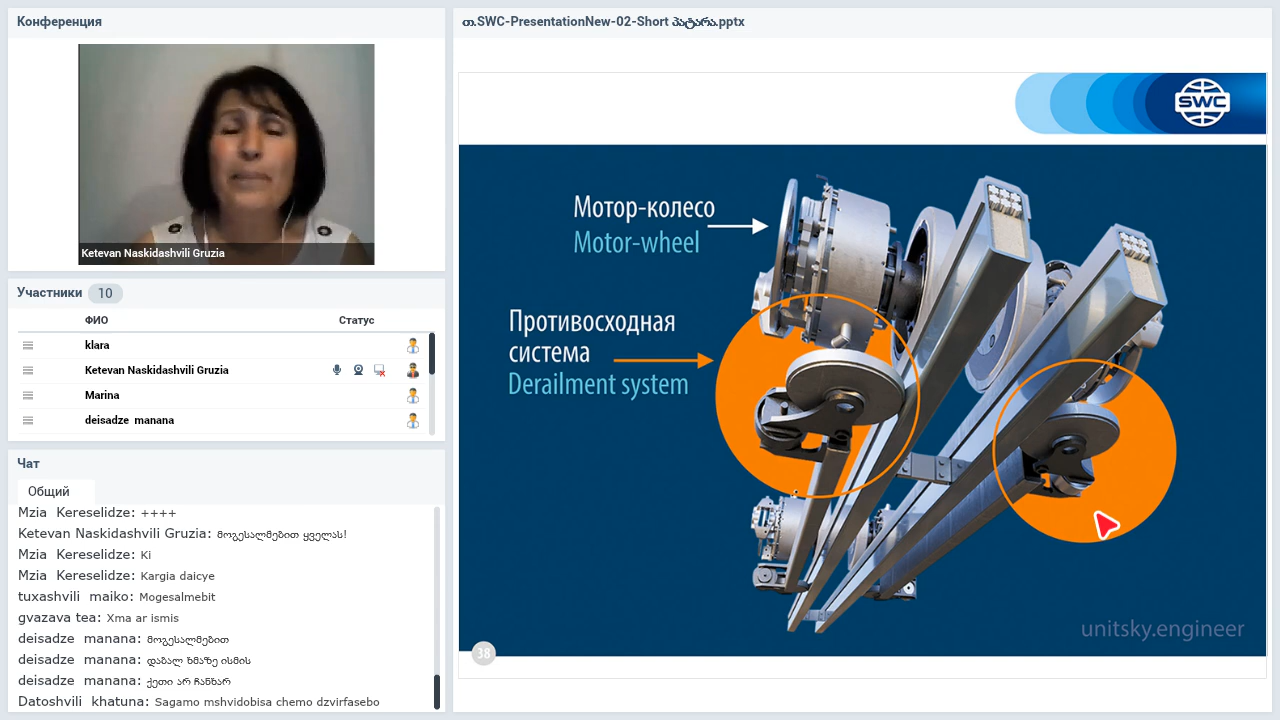 Конференция
Ketevan Naskidashvili Gruzia
Участники 10
ФИО Статус
klara
Ketevan Naskidashvili Gruzia
Marina
deisadze manana
Чат
Общий
Mzia Kereselidze: ++++
Ketevan Naskidashvili Gruzia: მოგესალმებით ყველას!
Mzia Kereselidze: Ki
Mzia Kereselidze: Kargia daicye
tuxashvili maiko: Mogesalmebit
gvazava tea: Xma ar ismis
deisadze manana: მოგესალმებით
deisadze manana: დაბალ ხმაზე ისმის
deisadze manana: ქეთი არ ჩანხარ
Datoshvili khatuna: Sagamo mshvidobisa chemo dzvirfasebo
თ.SWC-PresentationNew-02-Short პატარა.pptx
SWC
Мотор-колесо
Motor-wheel
Противосходная
система
Derailment system
unitsky.engineer
38